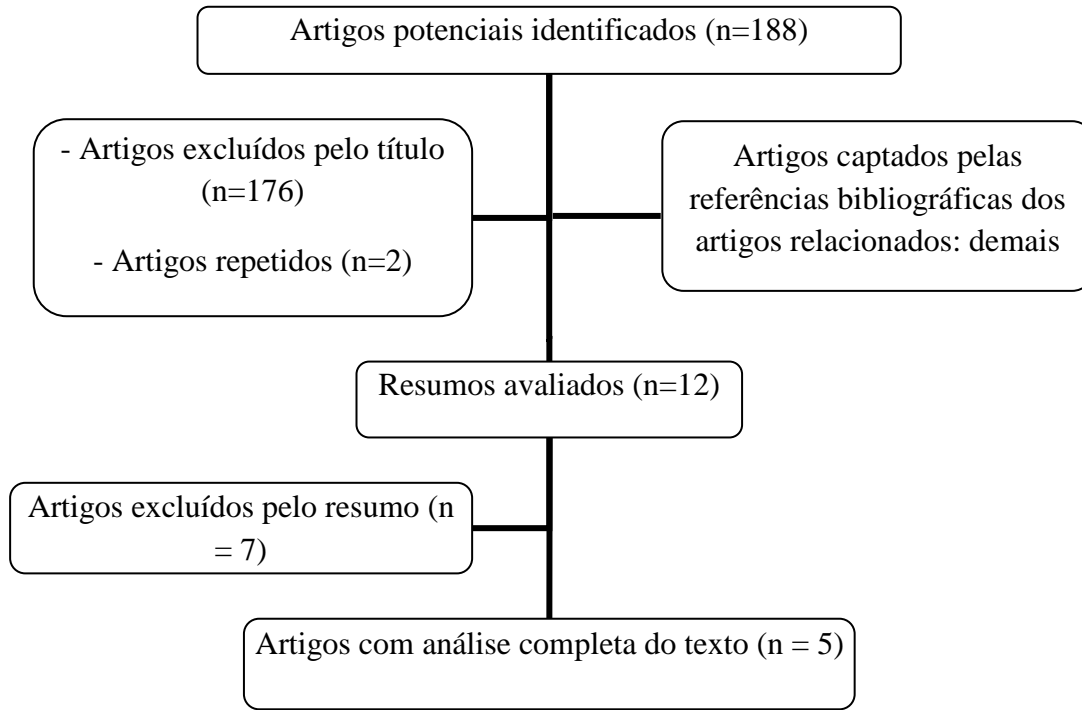 Artigos potenciais identificados (n=188)
- Artigos excluídos pelo título
(n=176)
- Artigos repetidos (n=2)
Artigos captados pelas
referências bibliográficas dos
artigos relacionados: demais
Resumos avaliados (n=12)
Artigos excluídos pelo resumo (n
= 7)
Artigos com análise completa do texto (n = 5)